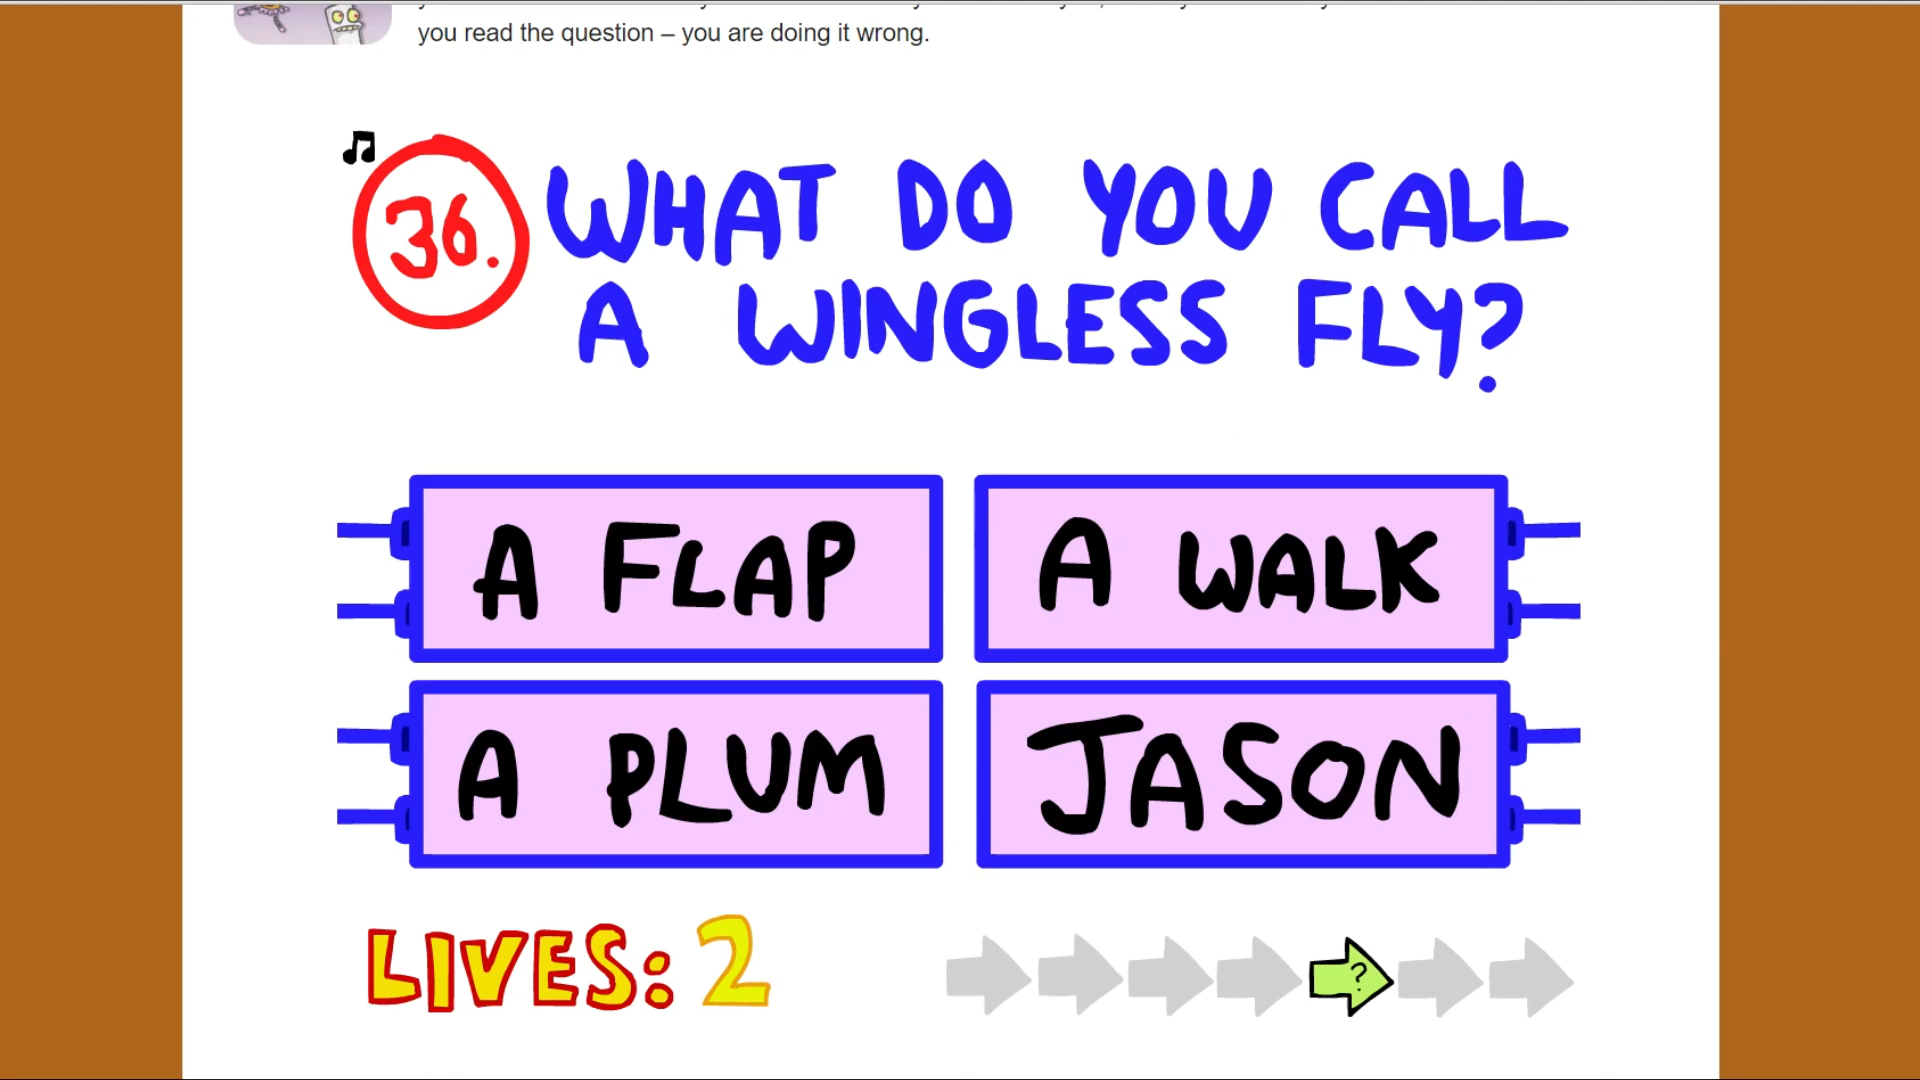 you read the question – you are doing it wrong.
36. WHAT DO YOU CALL
A WINGLESS FLY?
A FLAP
A WALK
A PLUM
JASON
LIVES: 2
?